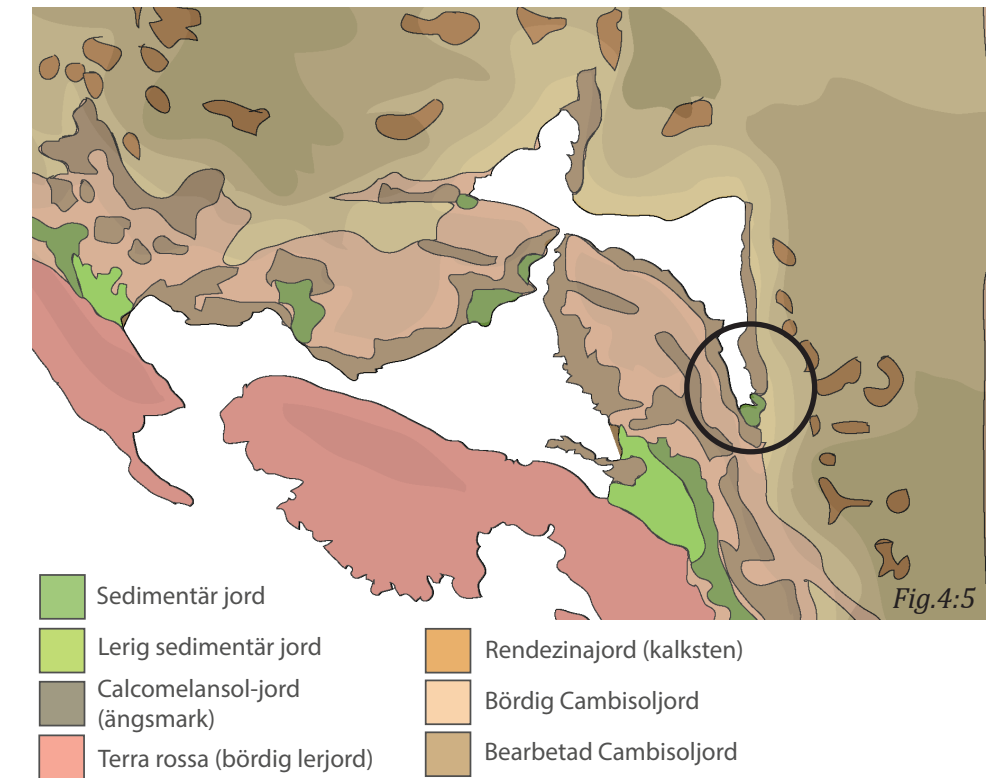 Fig.4:5
Sedimentär jord
Lerig sedimentär jord
Calcomelansol-jord
(ängsmark)
Terra rossa (bördig lerjord)
Rendezinajord (kalksten)
Bördig Cambisoljord
Bearbetad Cambisoljord